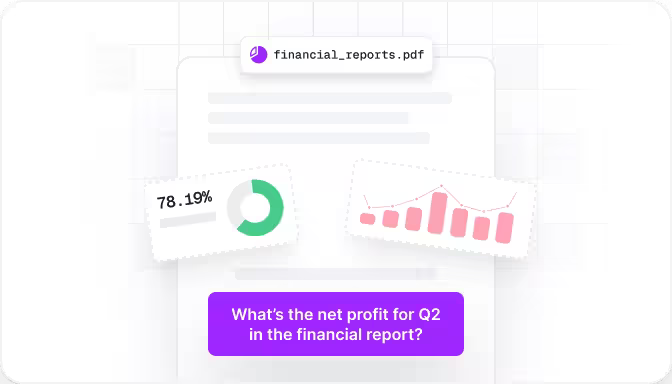 financial_reports.pdf
78.19%
What's the net profit for Q2
in the financial report?